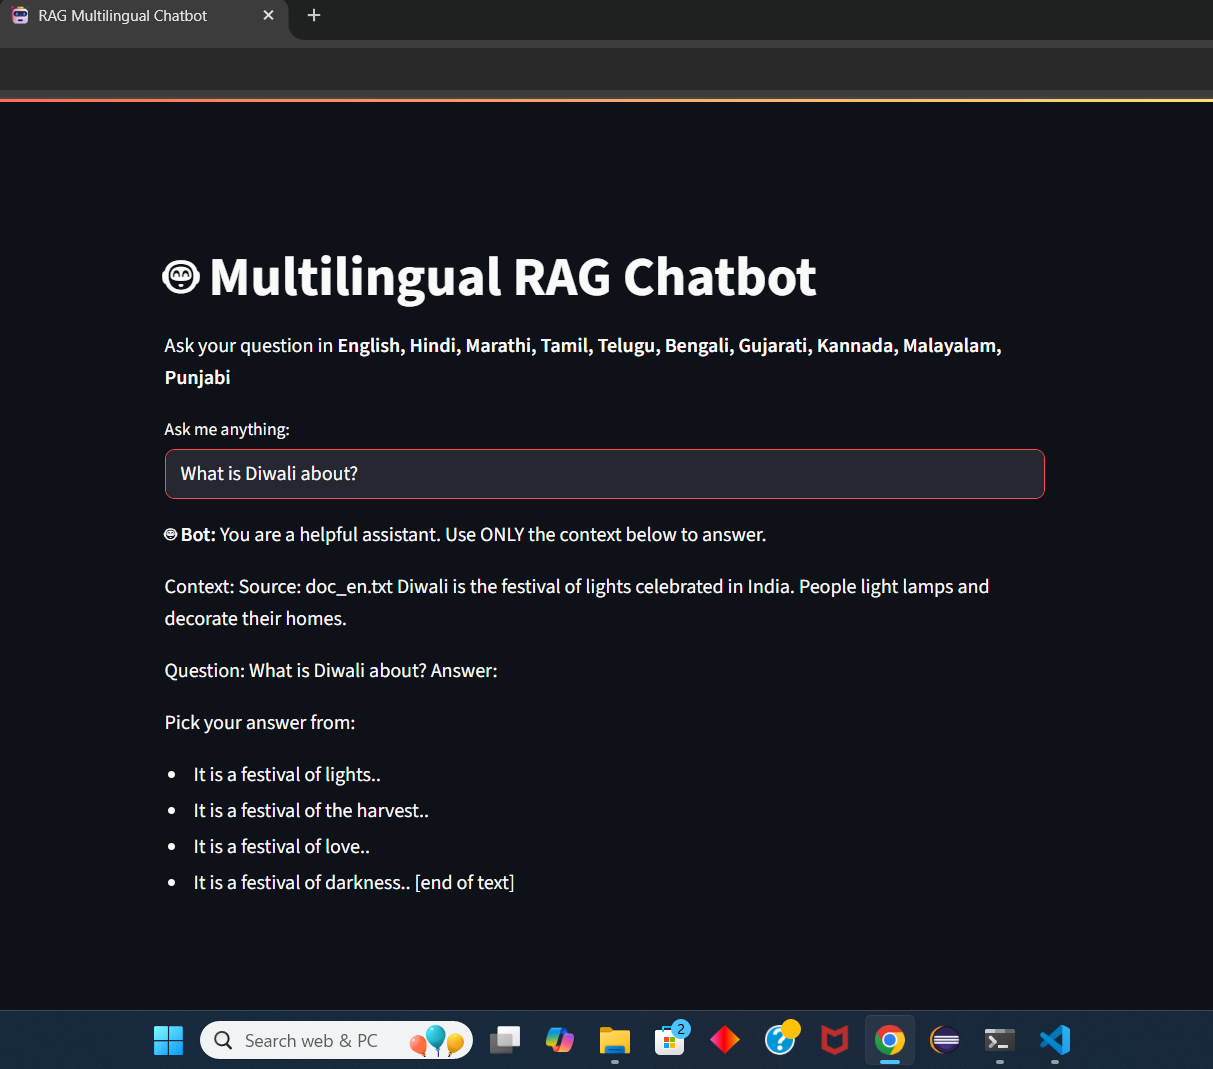 RAG Multilingual Chatbot
Multilingual RAG Chatbot
Ask your question in English, Hindi, Marathi, Tamil, Telugu, Bengali, Gujarati, Kannada, Malayalam,
Punjabi
Ask me anything:
What is Diwali about?
Bot: You are a helpful assistant. Use ONLY the context below to answer.
Context: Source: doc_en.txt Diwali is the festival of lights celebrated in India. People light lamps and
decorate their homes.
Question: What is Diwali about? Answer:
Pick your answer from:
• It is a festival of lights..
• It is a festival of the harvest..
• It is a festival of love..
• It is a festival of darkness.. [end of text]
Search web & PC
2